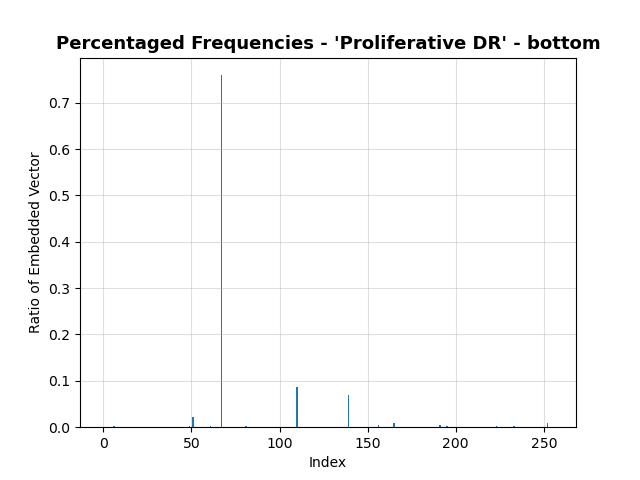 Percentaged Frequencies - 'Proliferative DR' - bottom
Ratio of Embedded Vector
0.7
0.6
0.5
0.4
0.3
0.2
0.1
0.0
0 50 100 150 200 250
Index